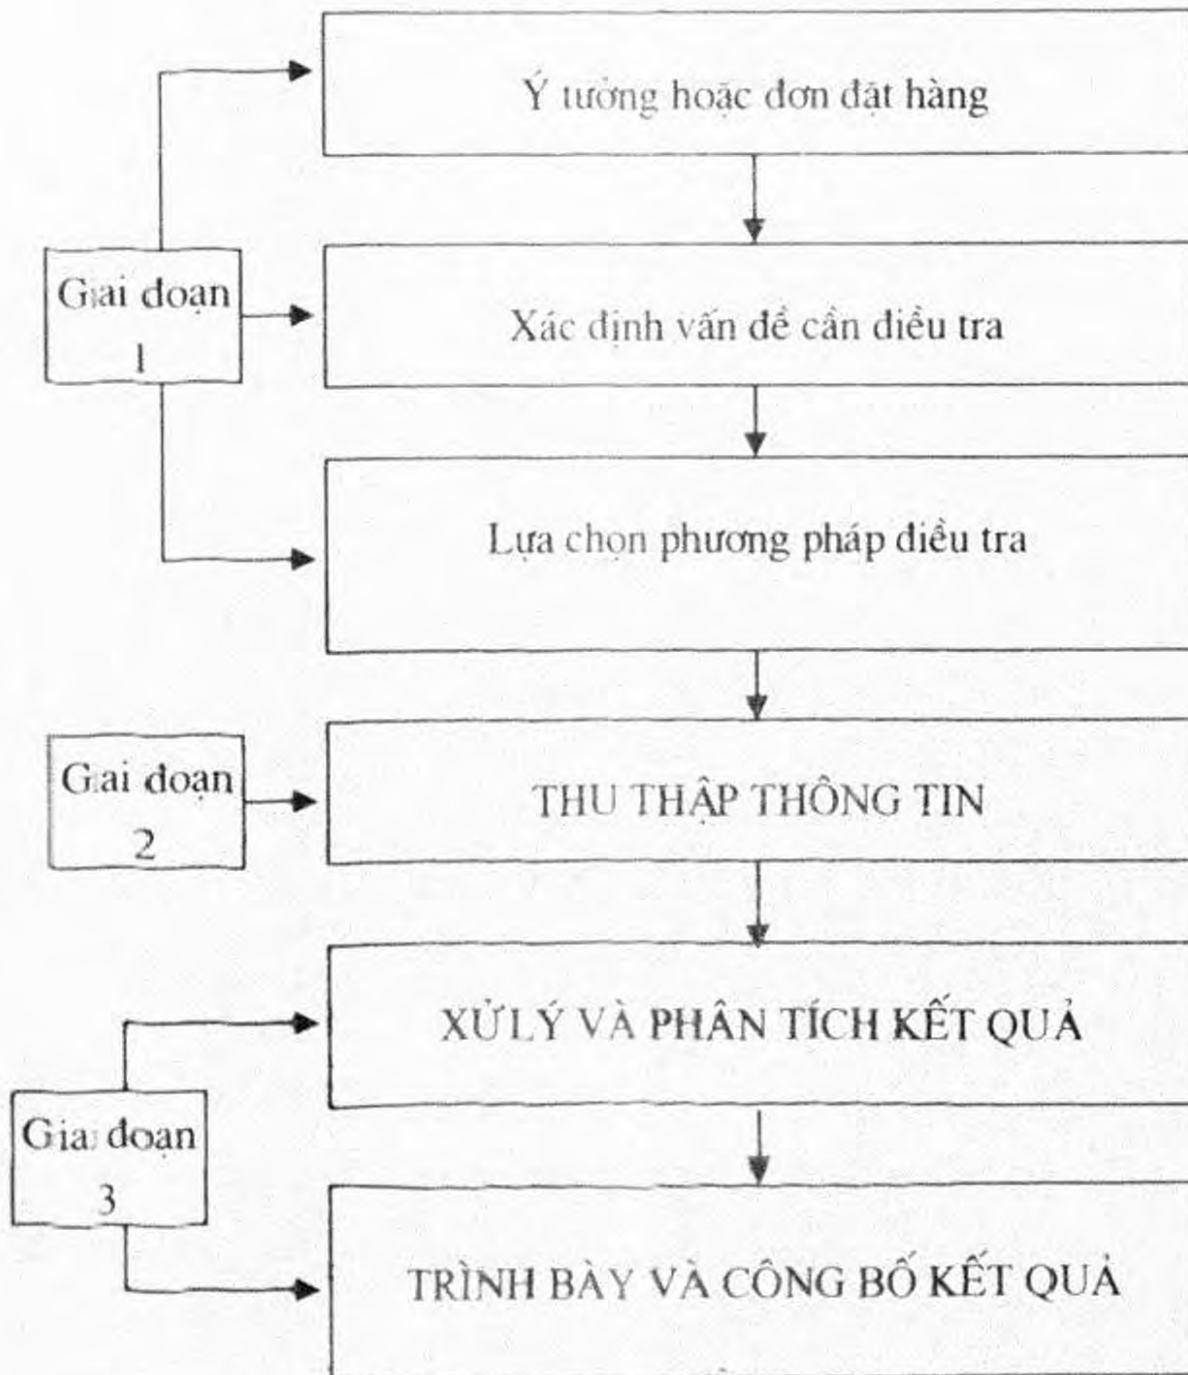 Ý tưởng hoặc đơn đặt hàng
Giai đoạn
1
Xác định vấn đề cần điều tra
Lựa chọn phương pháp điều tra
Giai đoạn
2
THU THẬP THÔNG TIN
XỬ LÝ VÀ PHÂN TÍCH KẾT QUẢ
Giai đoạn
3
TRÌNH BÀY VÀ CÔNG BỐ KẾT QUẢ